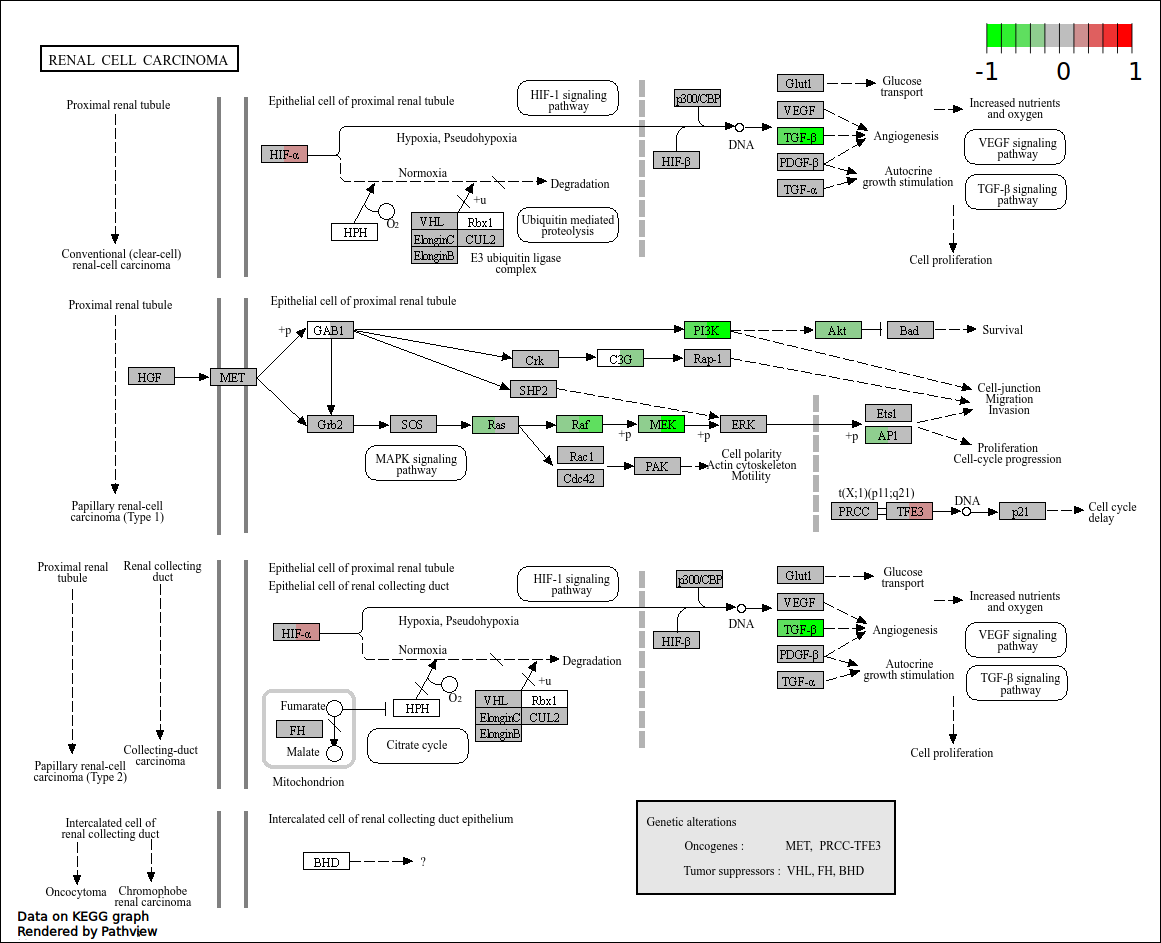 -1 0 1
RENAL CELL CARCINOMA
Proximal renal tubule
Conventional (clear-cell)
renal-cell carcinoma
Epithelial cell of proximal renal tubule
HIF-1 signaling
pathway
HIF-α
Hypoxia, Pseudohypoxia
Normoxia
Degradation
+u
O2
HPH
VHL
Rbx1
ElonginC
CUL2
ElonginB
E3 ubiquitin ligase
complex
Ubiquitin mediated
proteolysis
p300/CBP
HIF-β
DNA
Glut1
VEGF
TGF-β
PDGF-β
TGF-α
Glucose
transport
Angiogenesis
Autocrine
growth stimulation
Increased nutrients
and oxygen
VEGF signaling
pathway
TGF-β signaling
pathway
Cell proliferation
Proximal renal tubule
Papillary renal-cell
carcinoma (Type 1)
Epithelial cell of proximal renal tubule
HGF
MET
+p
GAB1
Grb2
PI3K
Akt
Bad
Survival
Crk
C3G
Rap-1
SHP2
SOS
Ras
Raf
+p
MEK
+p
ERK
MAPK signaling
pathway
Rac1
Cdc42
PAK
Cell polarity
Actin cytoskeleton
Motility
+p
Ets1
AP1
Cell-junction
Migration
Invasion
Proliferation
Cell-cycle progression
t(X;1)(p11;q21)
PRCC
TFE3
DNA
p21
Cell cycle
delay
Proximal renal
tubule
Renal collecting
duct
Papillary renal-cell
carcinoma (Type 2)
Collecting-duct
carcinoma
Epithelial cell of proximal renal tubule
Epithelial cell of renal collecting duct
HIF-1 signaling
pathway
HIF-α
Hypoxia, Pseudohypoxia
Normoxia
Degradation
+u
O2
HPH
VHL
Rbx1
ElonginC
CUL2
ElonginB
Fumarate
FH
Malate
Mitochondrion
Citrate cycle
p300/CBP
HIF-β
DNA
Glut1
VEGF
TGF-β
PDGF-β
TGF-α
Glucose
transport
Angiogenesis
Autocrine
growth stimulation
Increased nutrients
and oxygen
VEGF signaling
pathway
TGF-β signaling
pathway
Cell proliferation
Intercalated cell of
renal collecting duct
Oncocytoma
Chromophobe
renal carcinoma
Intercalated cell of renal collecting duct epithelium
BHD
?
Genetic alterations
Oncogenes : MET, PRCC-TFE3
Tumor suppressors : VHL, FH, BHD
Data on KEGG graph
Rendered by Pathview